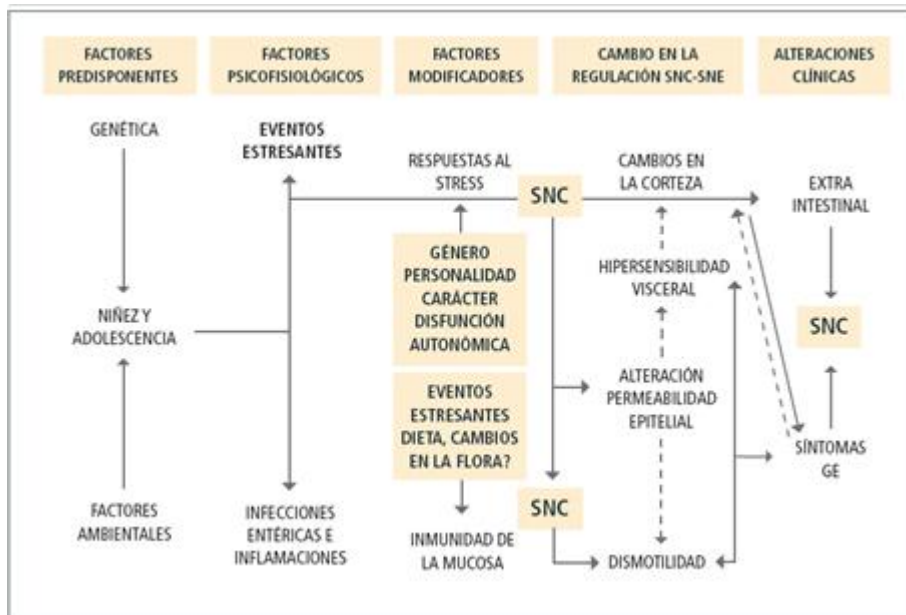 FACTORES
PREDISPONENTES
FACTORES
PSICOFISIOLÓGICOS
FACTORES
MODIFICADORES
CAMBIO EN LA
REGULACIÓN SNC-SNE
ALTERACIONES
CLÍNICAS
GENÉTICA
NIÑEZ Y
ADOLESCENCIA
FACTORES
AMBIENTALES
EVENTOS
ESTRESANTES
INFECCIONES
ENTÉRICAS E
INFLAMACIONES
RESPUESTAS AL
STRESS
GÉNERO
PERSONALIDAD
CARÁCTER
DISFUNCIÓN
AUTONÓMICA
EVENTOS
ESTRESANTES
DIETA, CAMBIOS
EN LA FLORA?
INMUNIDAD DE
LA MUCOSA
SNC
SNC
CAMBIOS EN
LA CORTEZA
HIPERSENSIBILIDAD
VISCERAL
ALTERACIÓN
PERMEABILIDAD
EPITELIAL
DISMOTILIDAD
EXTRA
INTESTINAL
SNC
SÍNTOMAS
GE